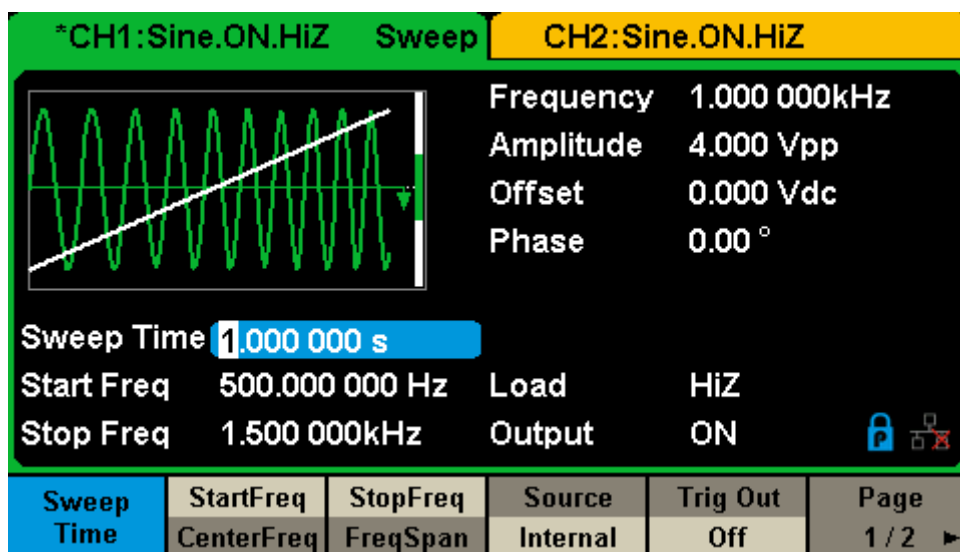 *CH1:Sine.ON.HiZ Sweep CH2:Sine.ON.HiZ
Frequency 1.000 000kHz
Amplitude 4.000 Vpp
Offset 0.000 Vdc
Phase 0.00 °
Sweep Time 1.000 000 s
Start Freq 500.000 000 Hz Load HiZ
Stop Freq 1.500 000kHz Output ON P
Sweep Time StartFreq StopFreq Source Trig Out Page
CenterFreq FreqSpan Internal Off 1/2